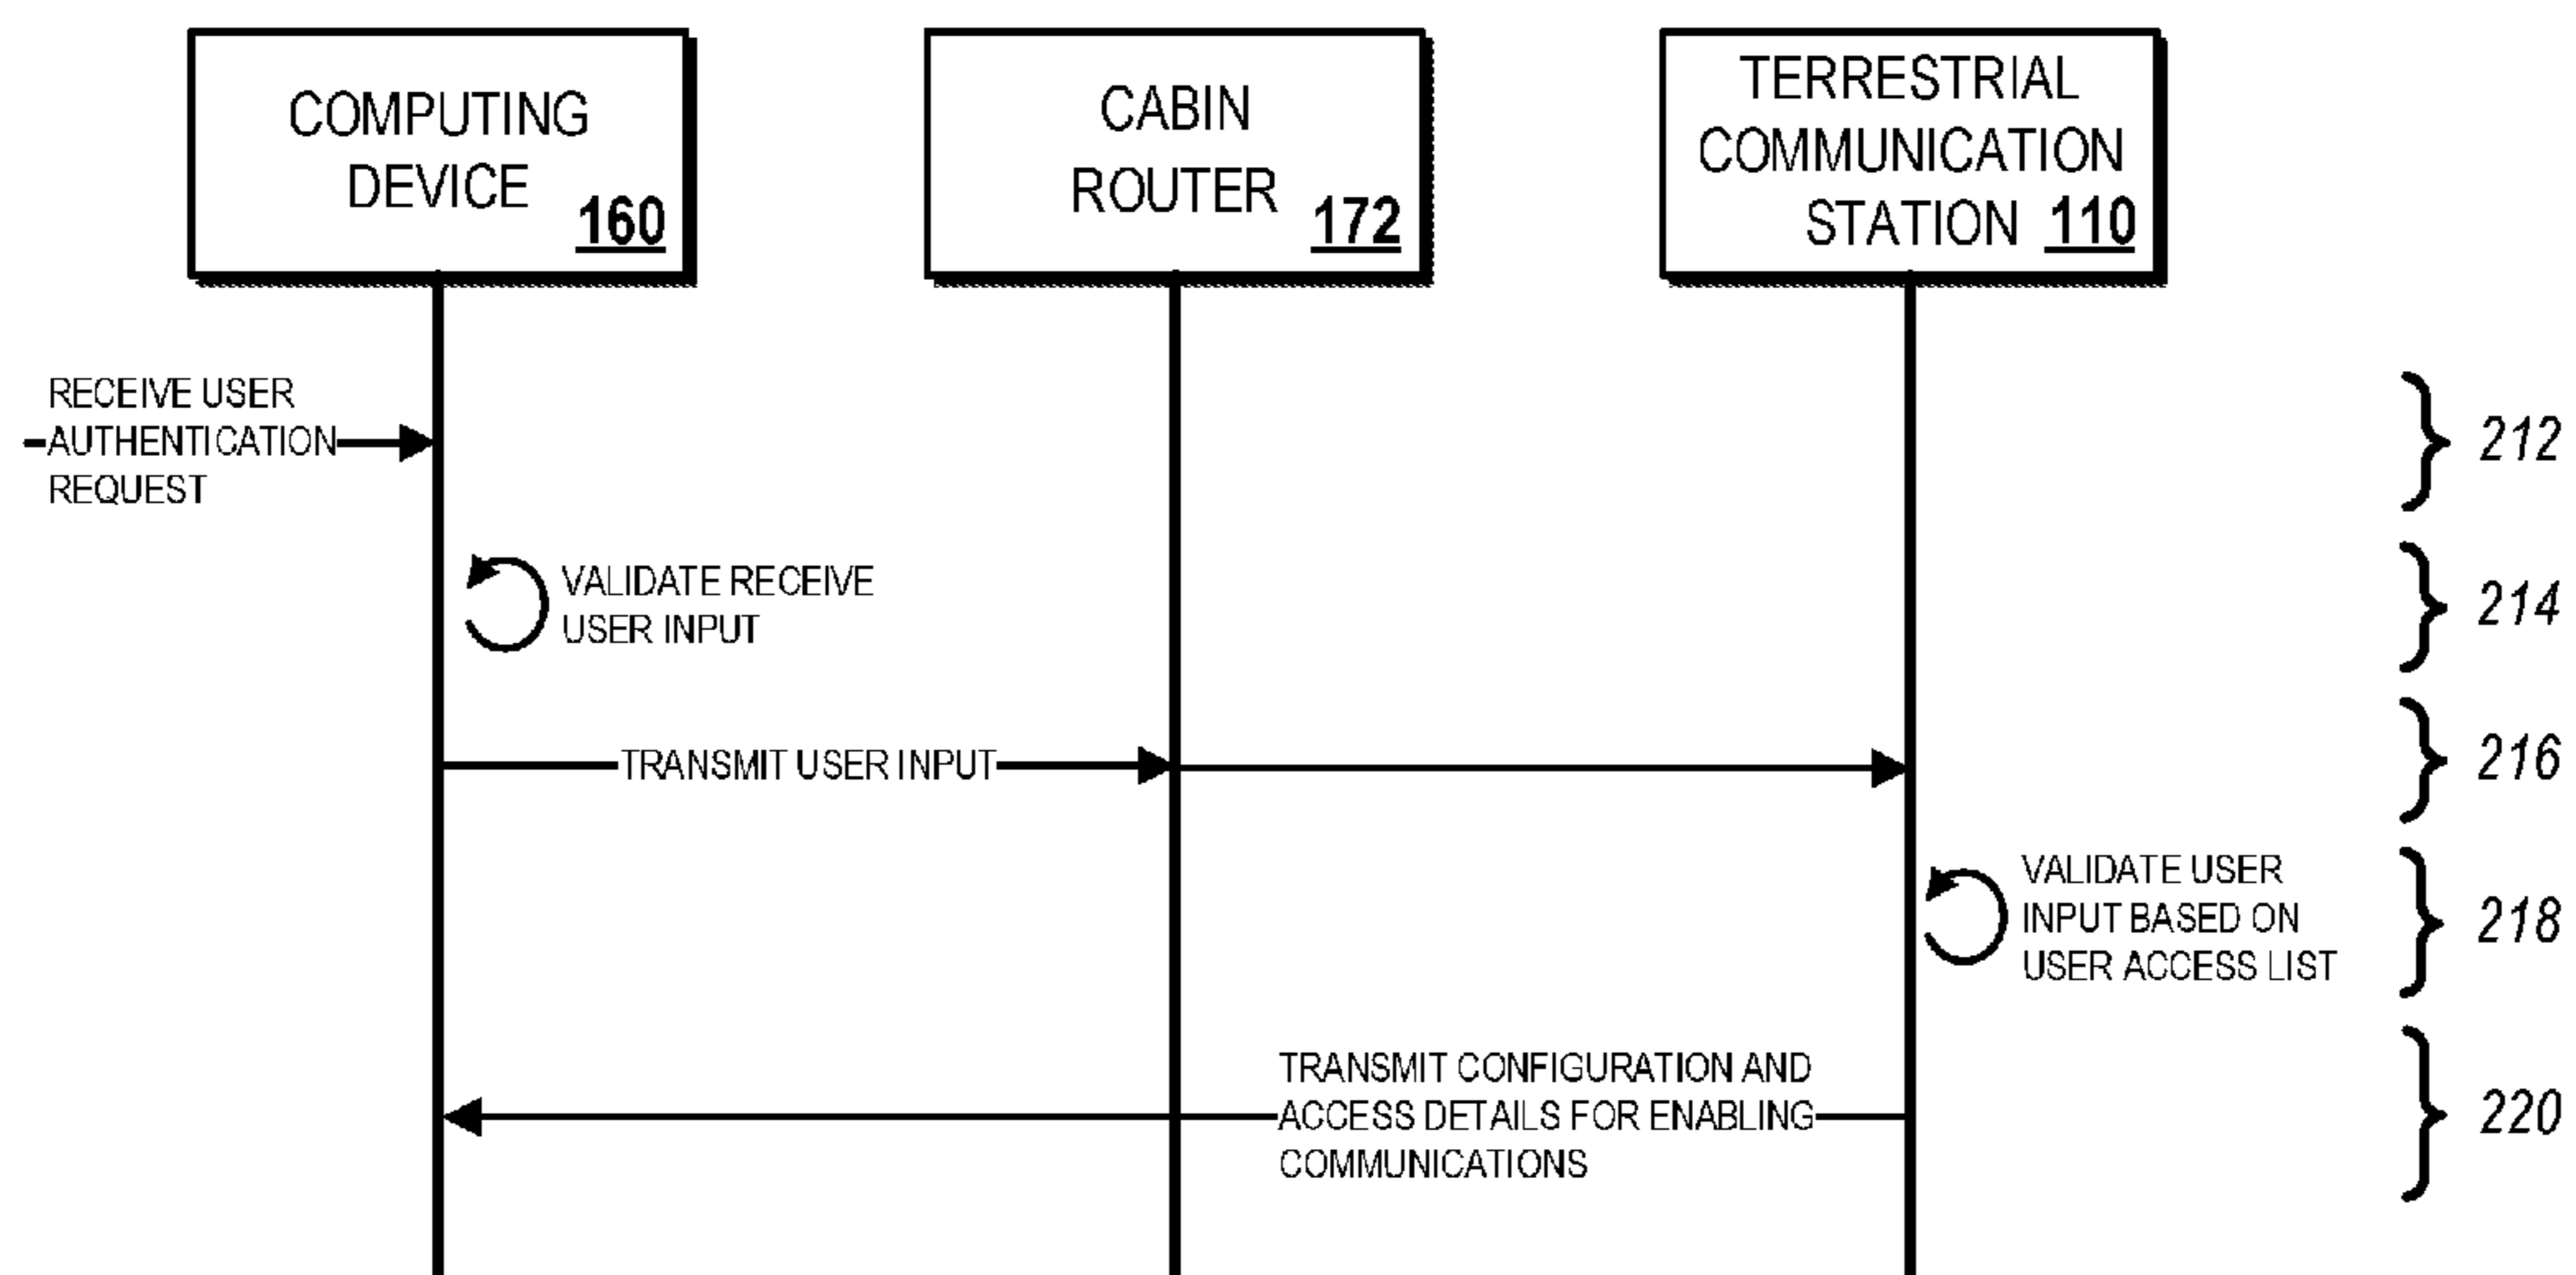 COMPUTING
DEVICE 160
CABIN
ROUTER 172
TERRESTRIAL
COMMUNICATION
STATION 110
RECEIVE USER
AUTHENTICATION
REQUEST
212
VALIDATE RECEIVE
USER INPUT
214
TRANSMIT USER INPUT
216
VALIDATE USER
INPUT BASED ON
USER ACCESS LIST
218
TRANSMIT CONFIGURATION AND
ACCESS DETAILS FOR ENABLING
COMMUNICATIONS
220